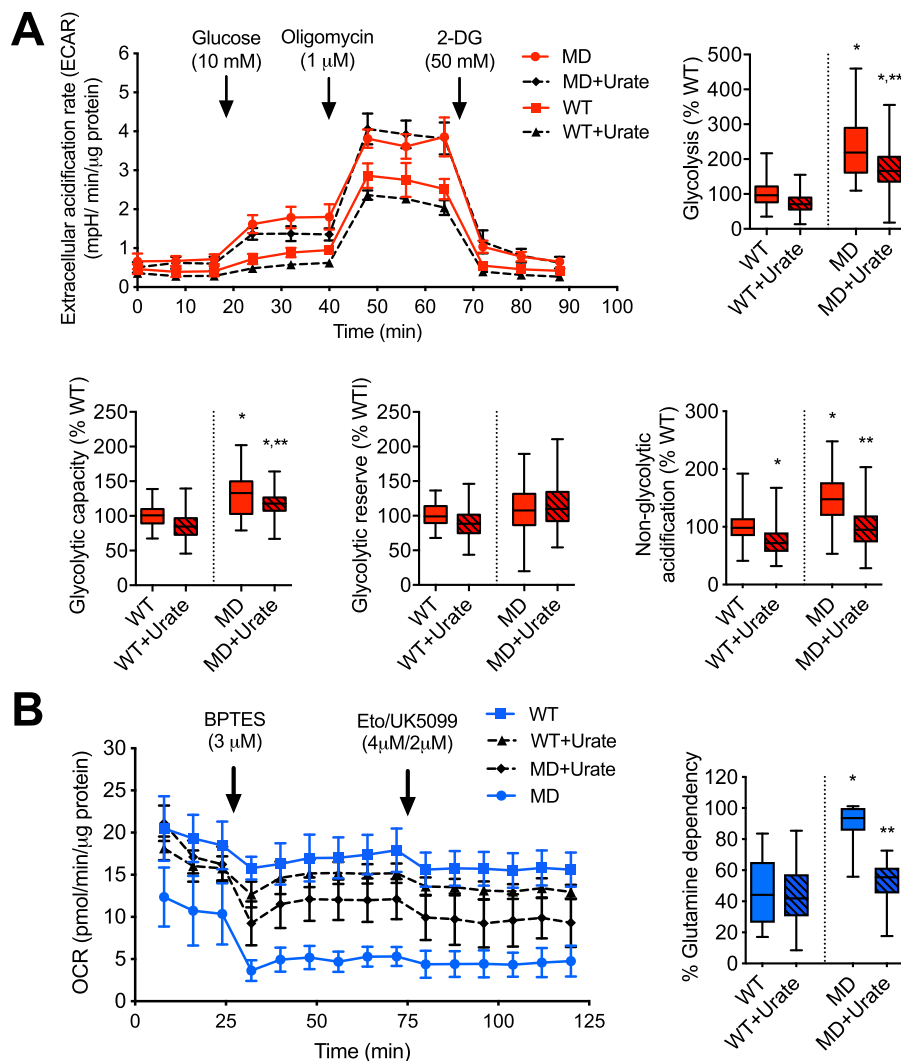 A
Extracellular acidification rate (ECAR)
(mpH/ min/µg protein)
6
5
4
3
2
1
0
0 10 20 30 40 50 60 70 80 90 100
Time (min)
Glucose
(10 mM)
Oligomycin
(1 µM)
2-DG
(50 mM)
MD
MD+Urate
WT
WT+Urate
Glycolysis (% WT)
500
400
300
200
100
0
*
*,**
WT
WT+Urate
MD
MD+Urate
Glycolytic capacity (% WT)
250
200
150
100
50
0
*
*,**
WT
WT+Urate
MD
MD+Urate
Glycolytic reserve (% WTl)
250
200
150
100
50
0
WT
WT+Urate
MD
MD+Urate
Non-glycolytic
acidification (% WT)
300
200
100
0
*
*
**
WT
WT+Urate
MD
MD+Urate
B
OCR (pmol/min/µg protein)
30
25
20
15
10
5
0
0 25 50 75 100 125
Time (min)
BPTES
(3 µM)
Eto/UK5099
(4µM/2µM)
WT
WT+Urate
MD+Urate
MD
% Glutamine dependency
120
100
80
60
40
20
0
*
**
WT
WT+Urate
MD
MD+Urate